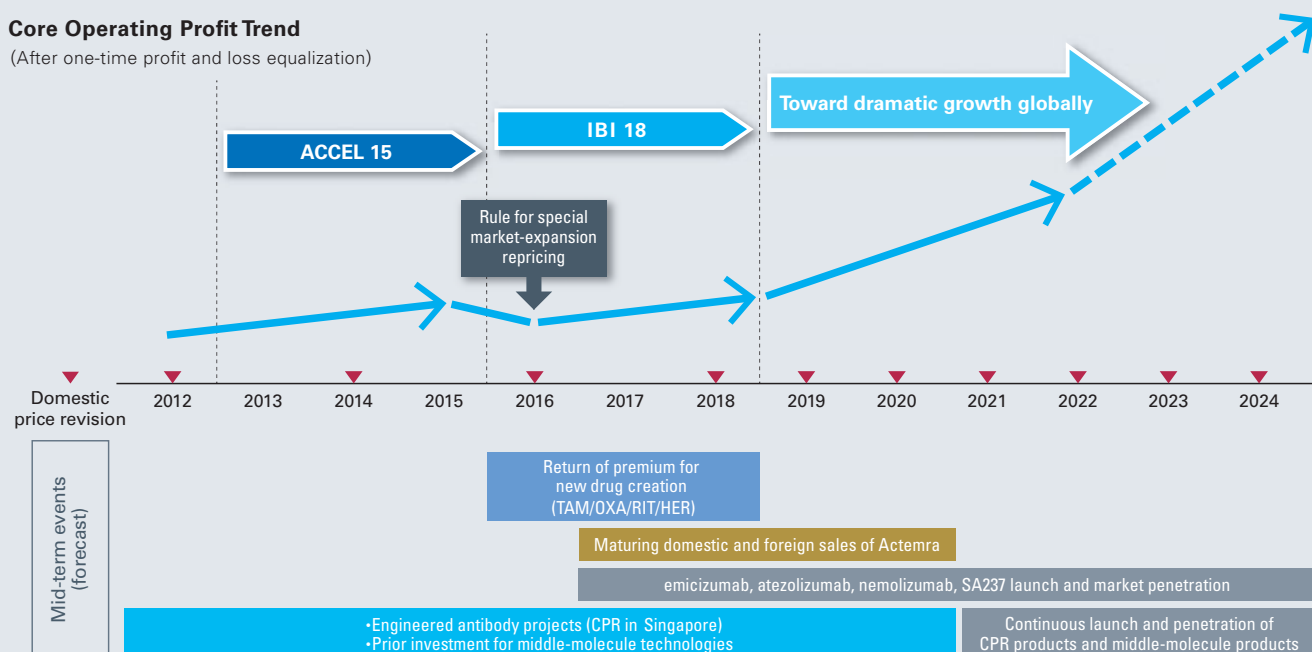 Core Operating Profit Trend
(After one-time profit and loss equalization)
ACCEL 15
IBI 18
Toward dramatic growth globally
Rule for special
market-expansion
repricing
Domestic
price revision
2012 2013 2014 2015 2016 2017 2018 2019 2020 2021 2022 2023 2024
Mid-term events
(forecast)
Return of premium for
new drug creation
(TAM/OXA/RIT/HER)
Maturing domestic and foreign sales of Actemra
emicizumab, atezolizumab, nemolizumab, SA237 launch and market penetration
•Engineered antibody projects (CPR in Singapore)
•Prior investment for middle-molecule technologies
Continuous launch and penetration of
CPR products and middle-molecule products